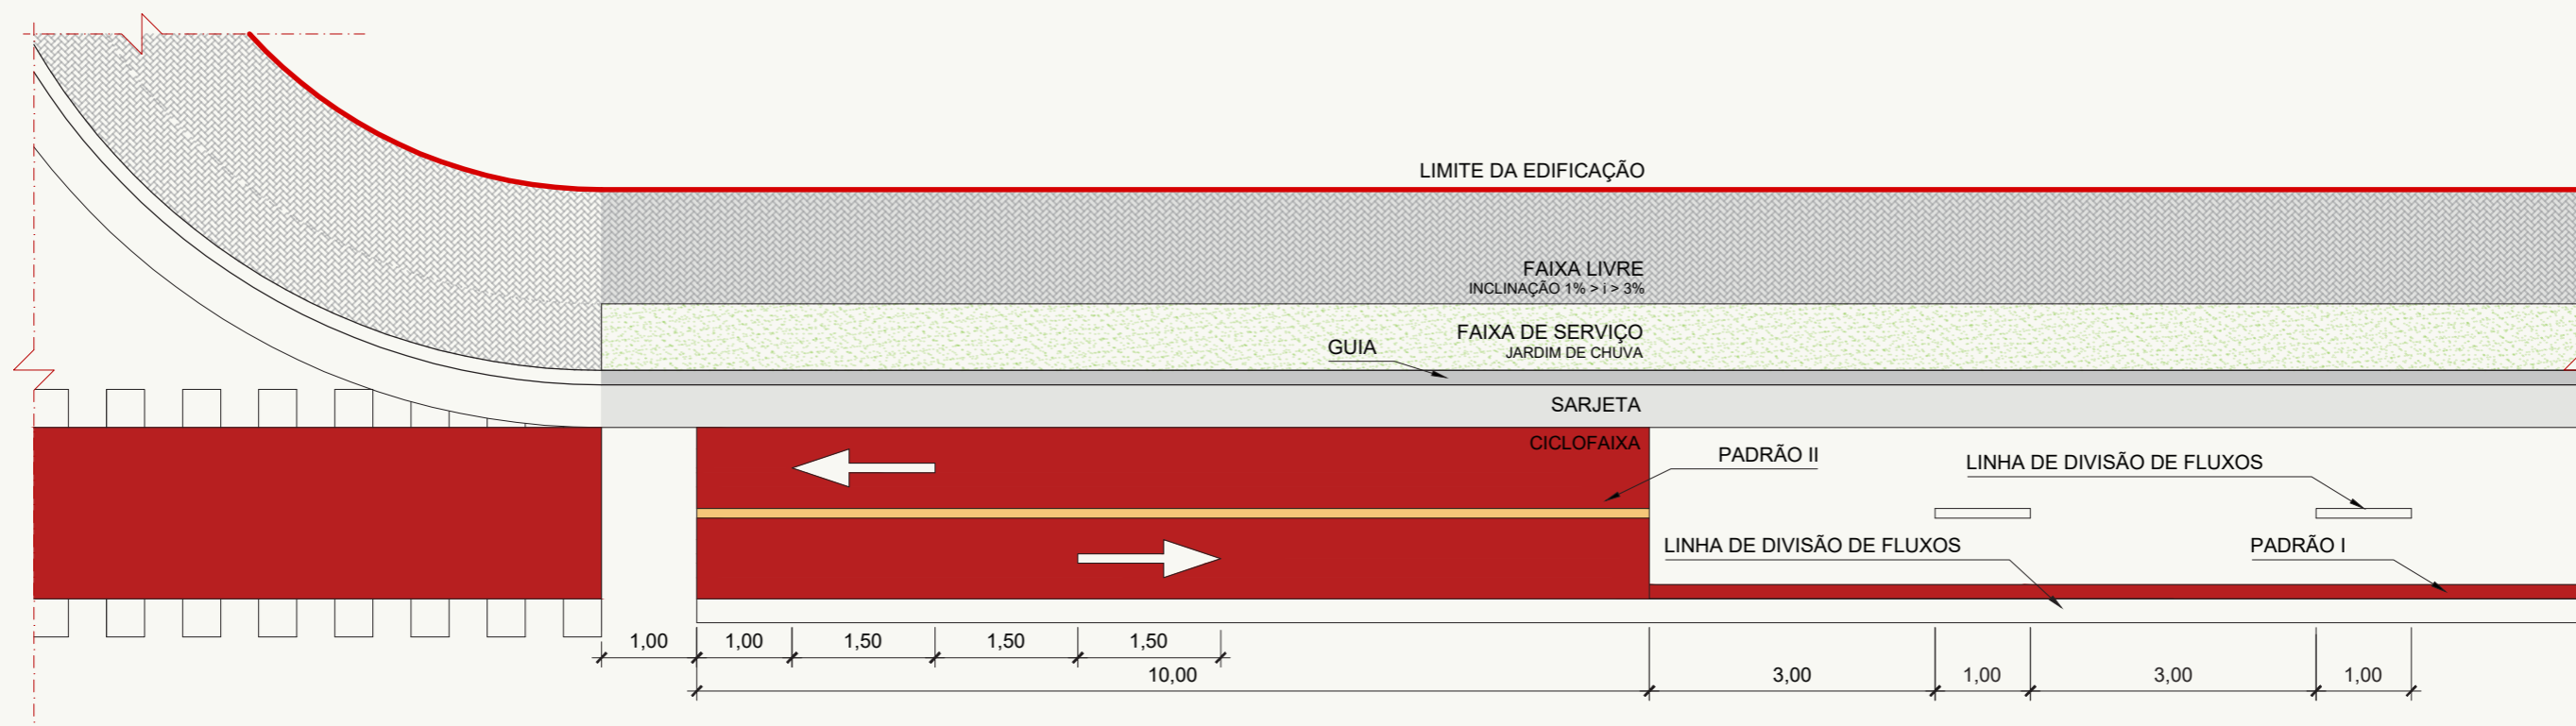 LIMITE DA EDIFICAÇÃO
FAIXA LIVRE
INCLINAÇÃO 1% > i > 3%
FAIXA DE SERVIÇO
JARDIM DE CHUVA
GUIA
SARJETA
CICLOFAIXA
PADRÃO II
LINHA DE DIVISÃO DE FLUXOS
LINHA DE DIVISÃO DE FLUXOS
PADRÃO I
1,00 1,00 1,50 1,50 1,50
10,00 3,00 1,00 3,00 1,00